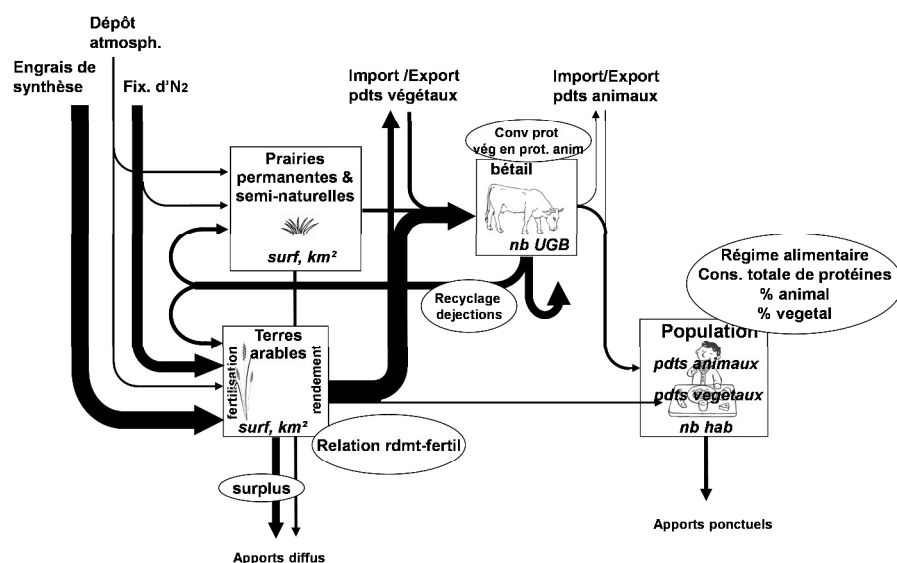 Dépôt
atmosph.
Engrais de
synthèse
Fix. d'N2
Import /Export
pdts végétaux
Import/Export
pdts animaux
Conv prot
vég en prot. anim
bétail
nb UGB
Prairies
permanentes &
semi-naturelles
surf, km²
Régime alimentaire
Cons. totale de protéines
% animal
% vegetal
Recyclage
dejections
Terres
arables
fertilisation
rendement
surf, km²
Population
pdts animaux
pdts vegetaux
nb hab
Relation rdmt-fertil
surplus
Apports diffus
Apports ponctuels